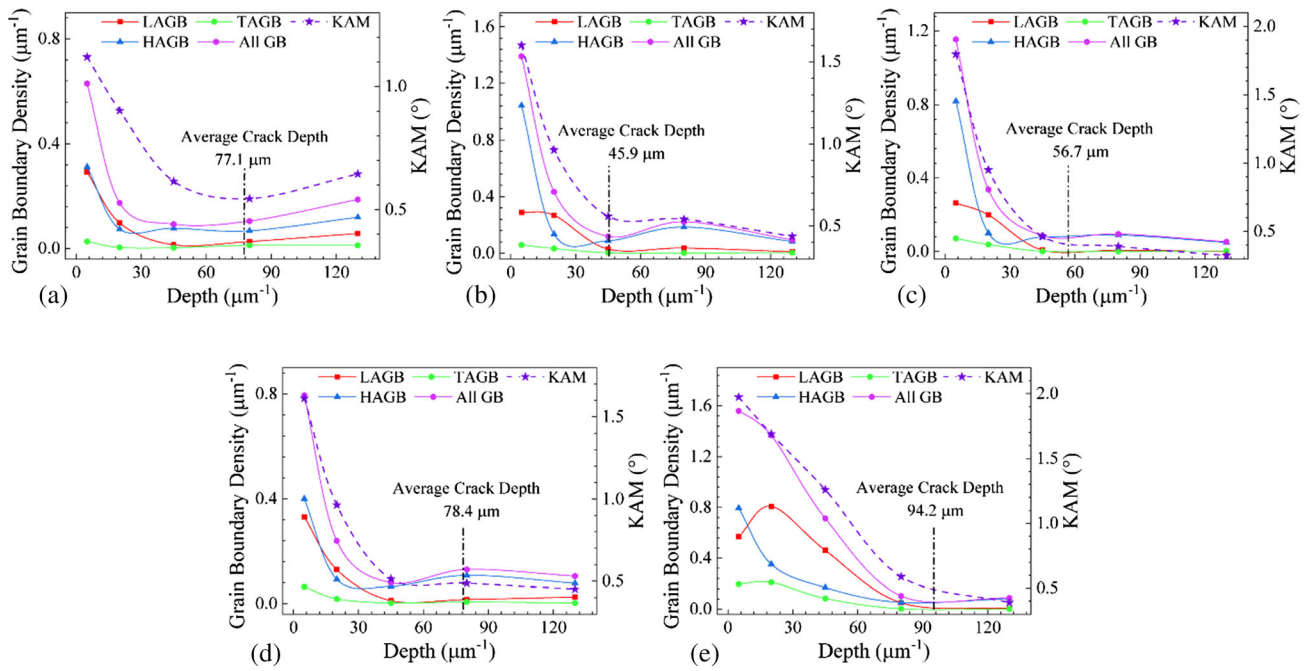 LAGB TAGB KAM
HAGB All GB
Grain Boundary Density (μm⁻¹)
0.8
0.4
0.0
Average Crack Depth
77.1 μm
1.0
0.5
KAM (°)
0 30 60 90 120
(a)
Depth (μm⁻¹)
LAGB TAGB KAM
HAGB All GB
Grain Boundary Density (μm⁻¹)
1.6
1.2
0.8
0.4
0.0
Average Crack Depth
45.9 μm
1.5
1.0
0.5
KAM (°)
0 30 60 90 120
(b)
Depth (μm⁻¹)
LAGB TAGB KAM
HAGB All GB
Grain Boundary Density (μm⁻¹)
1.2
0.8
0.4
0.0
Average Crack Depth
56.7 μm
2.0
1.5
1.0
0.5
KAM (°)
0 30 60 90 120
(c)
Depth (μm⁻¹)
LAGB TAGB KAM
HAGB All GB
Grain Boundary Density (μm⁻¹)
0.8
0.4
0.0
Average Crack Depth
78.4 μm
1.5
1.0
0.5
KAM (°)
0 30 60 90 120
(d)
Depth (μm⁻¹)
LAGB TAGB KAM
HAGB All GB
Grain Boundary Density (μm⁻¹)
1.6
1.2
0.8
0.4
0.0
Average Crack Depth
94.2 μm
2.0
1.5
1.0
0.5
KAM (°)
0 30 60 90 120
(e)
Depth (μm⁻¹)